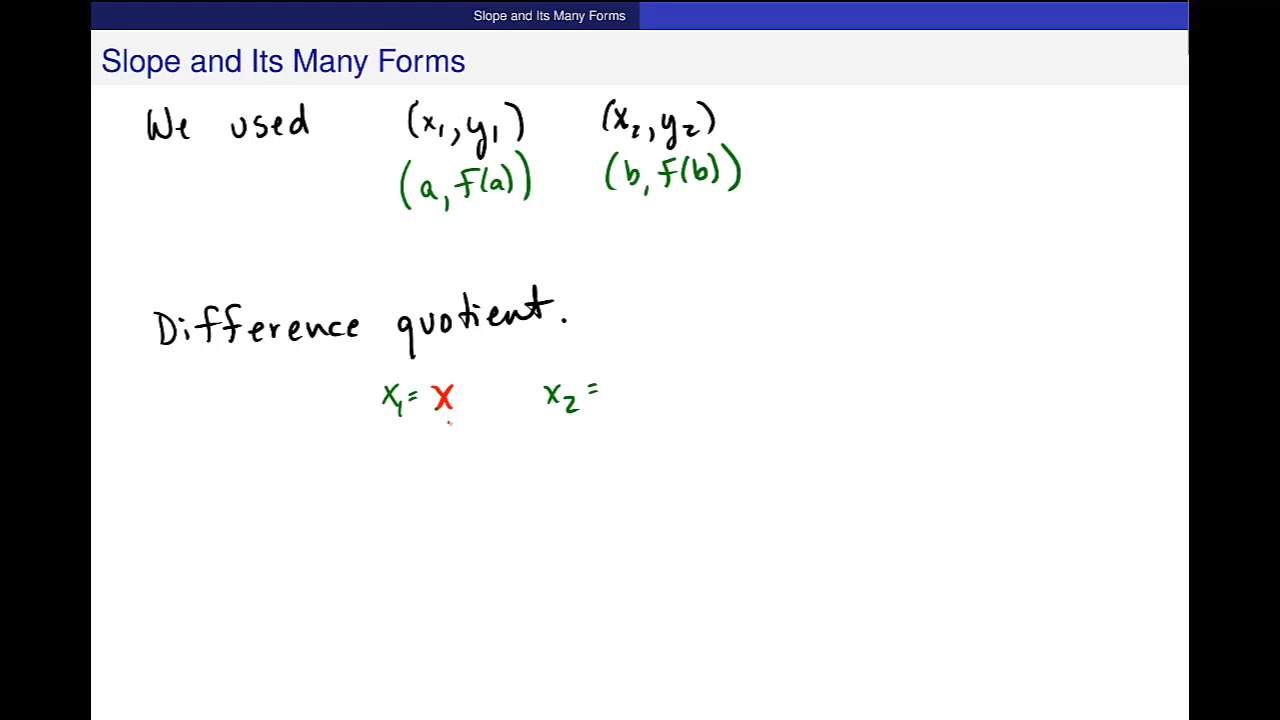 Slope and Its Many Forms
Slope and Its Many Forms
We used (x₁, y₁) (x₂, y₂)
(a, f(a)) (b, f(b))
Difference quotient.
x₁ = x x₂ =